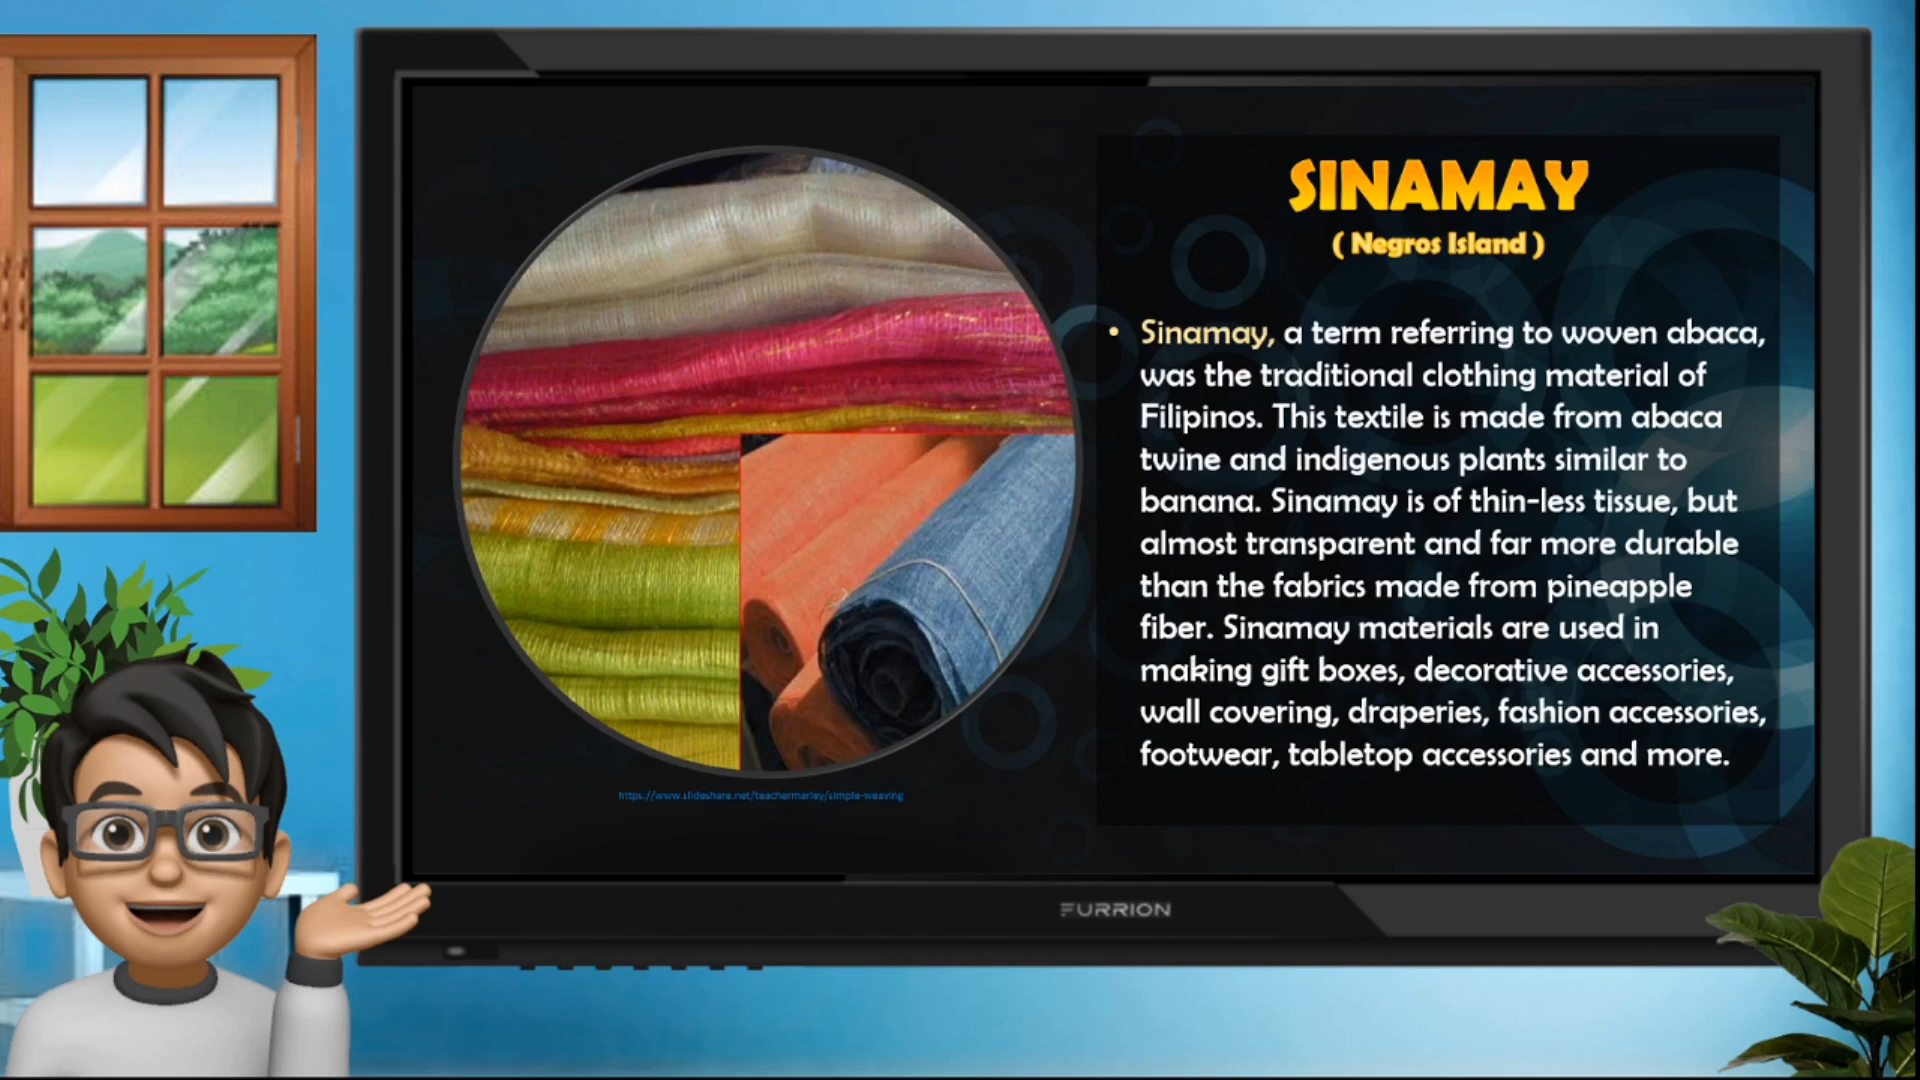 SINAMAY
( Negros Island )
• Sinamay, a term referring to woven abaca,
was the traditional clothing material of
Filipinos. This textile is made from abaca
twine and indigenous plants similar to
banana. Sinamay is of thin-less tissue, but
almost transparent and far more durable
than the fabrics made from pineapple
fiber. Sinamay materials are used in
making gift boxes, decorative accessories,
wall covering, draperies, fashion accessories,
footwear, tabletop accessories and more.
https://www.slideshare.net/teachermarley/simple-weaving
FURRION